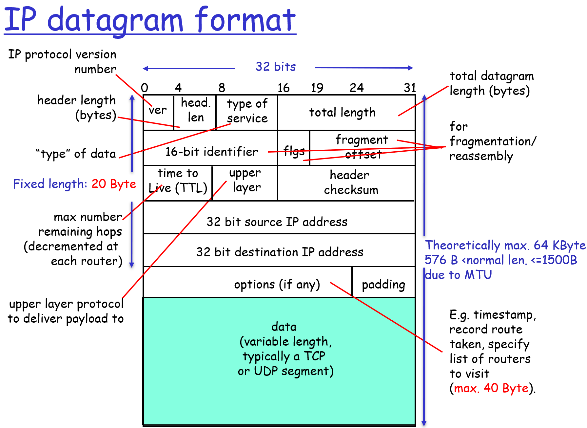 IP datagram format
IP protocol version
number
32 bits
total datagram
length (bytes)
0 4 8 16 19 24 31
header length
(bytes)
ver
head.
len
type of
service
total length
for
fragmentation/
reassembly
"type" of data
16-bit identifier
flgs
fragment
offset
Fixed length: 20 Byte
time to
Live (TTL)
upper
layer
header
checksum
max number
remaining hops
(decremented at
each router)
32 bit source IP address
32 bit destination IP address
Theoretically max. 64 KByte
576 B <normal len. <=1500B
due to MTU
options (if any)
padding
upper layer protocol
to deliver payload to
data
(variable length,
typically a TCP
or UDP segment)
E.g. timestamp,
record route
taken, specify
list of routers
to visit
(max. 40 Byte).